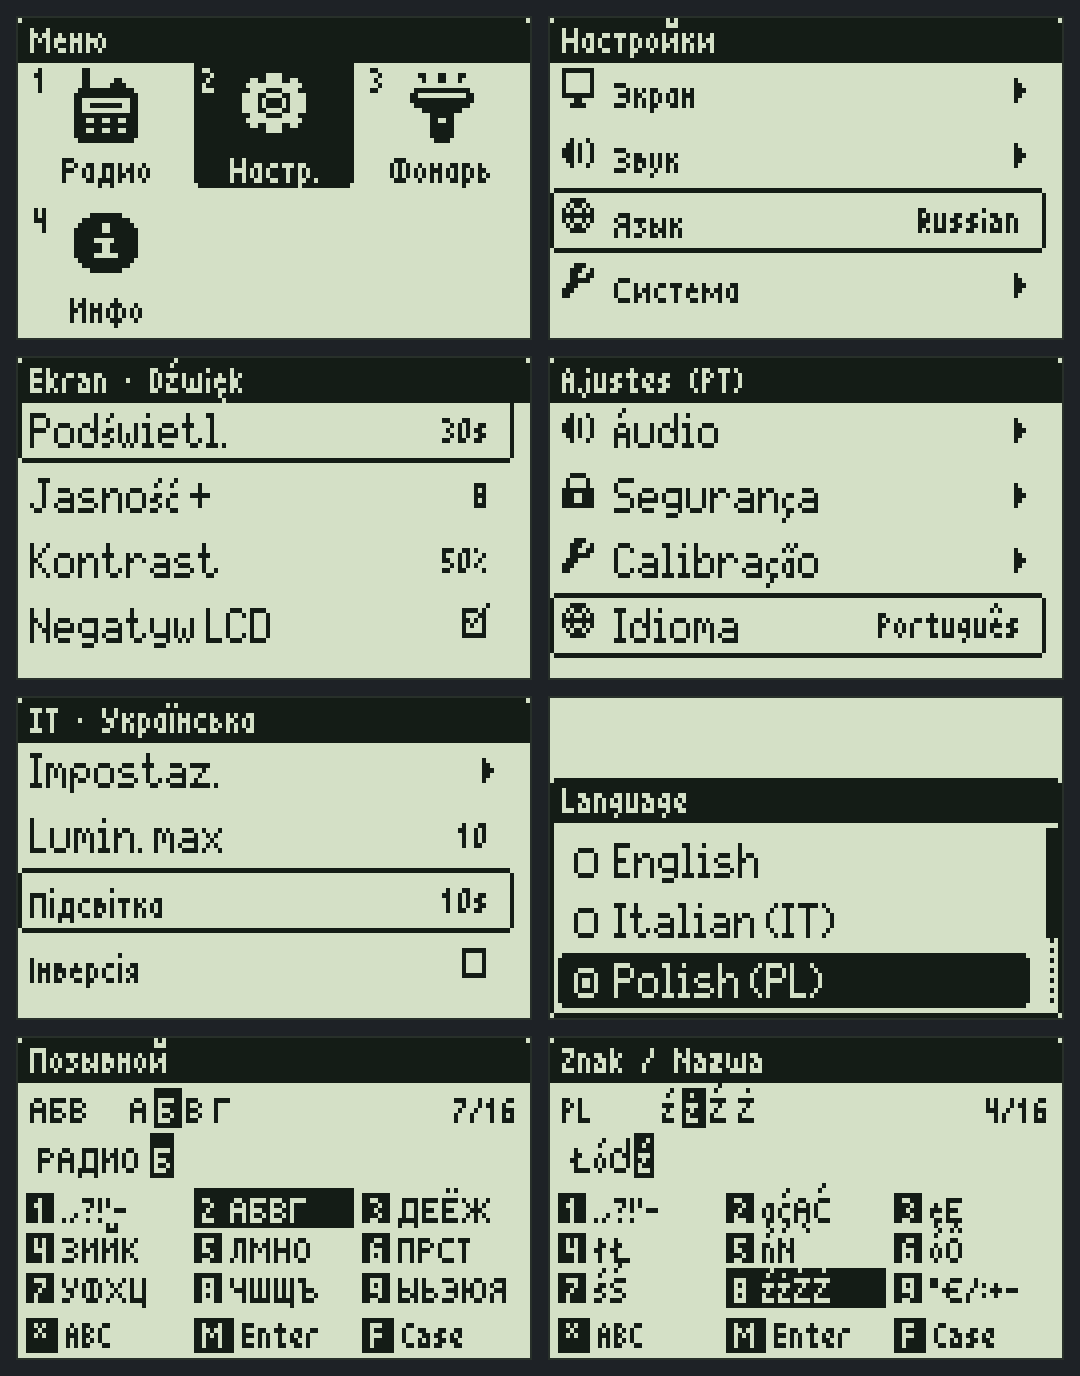 Меню
1 2 3
Радио Настр. Фонарь
4
Инфо
Настройки
Экран
Звук
Язык Russian
Система
Ekran · Dźwięk
Podświetl. 30s
Jasność+ 8
Kontrast 50%
Negatyw LCD
Ajustes (PT)
Áudio
Segurança
Calibração
Idioma Português
IT · Українська
Impostaz.
Lumin. max 10
Підсвітка 10s
Інверсія
Language
English
Italian (IT)
Polish (PL)
Позывной
АБВ А Б В Г 7/16
РАДИО Б
1 .,?!'- 2 АБВГ 3 ДЕЁЖ
4 ЗИЙК 5 ЛМНО 6 ПРСТ
7 УФХЦ 8 ЧШЩЪ 9 ЫЬЭЮЯ
* ABC M Enter F Case
Znak / Nazwa
PL ź ż Ź Ż 4/16
Łódź
1 .,?!'- 2 ąćĄĆ 3 ęĘ
4 łŁ 5 ńŃ 6 óÓ
7 śŚ 8 źżŹŻ 9 °€/:+-
* ABC M Enter F Case